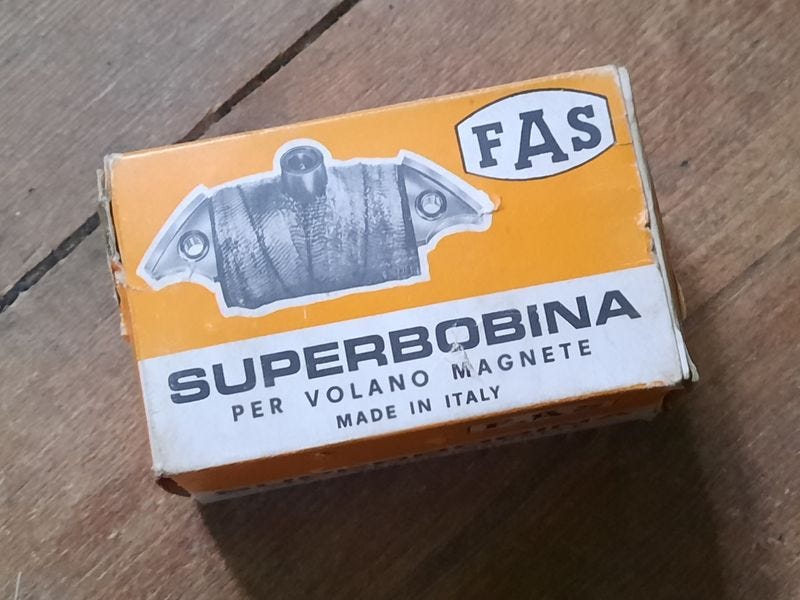 FAS
SUPERBOBINA
PER VOLANO MAGNETE
MADE IN ITALY